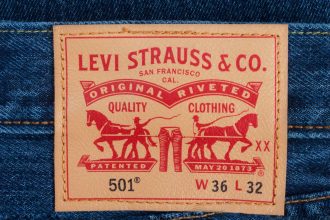 LEVI STRAUSS & CO.
SAN FRANCISCO
CAL.
ORIGINAL RIVETED
QUALITY CLOTHING
XX
PATENTED MAY 20 1873
501® W 36 L 32